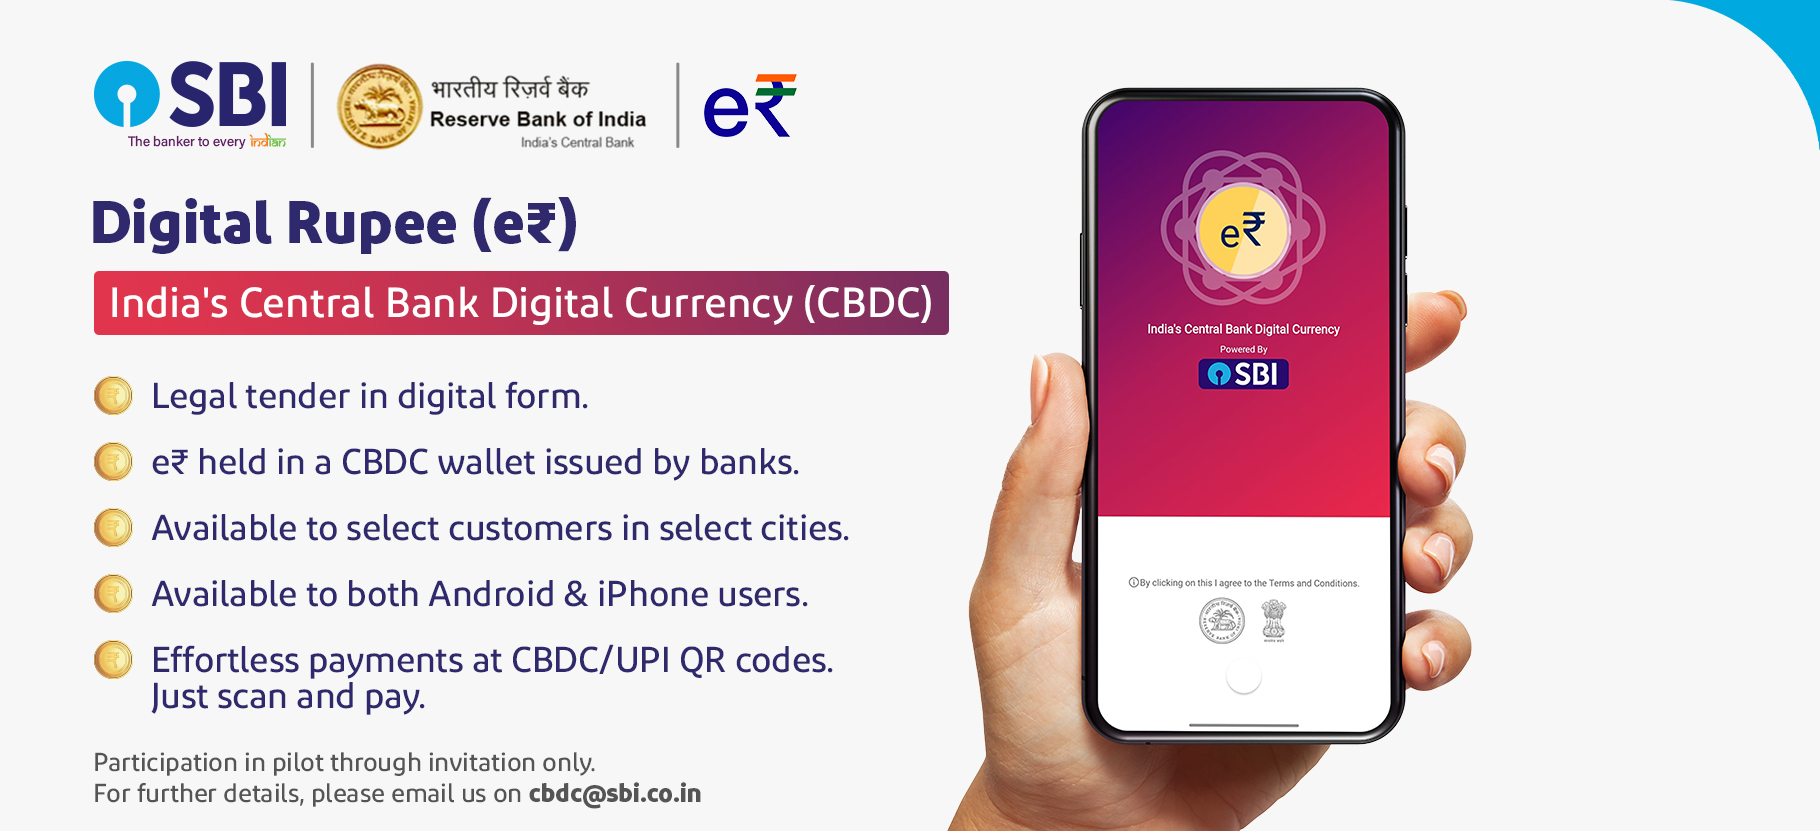 SBI
The banker to every indian
भारतीय रिज़र्व बैंक
Reserve Bank of India
India's Central Bank
e₹
Digital Rupee (e₹)
India's Central Bank Digital Currency (CBDC)
Legal tender in digital form.
e₹ held in a CBDC wallet issued by banks.
Available to select customers in select cities.
Available to both Android & iPhone users.
Effortless payments at CBDC/UPI QR codes.
Just scan and pay.
Participation in pilot through invitation only.
For further details, please email us on cbdc@sbi.co.in
e₹
India's Central Bank Digital Currency
Powered By
SBI
By clicking on this I agree to the Terms and Conditions.